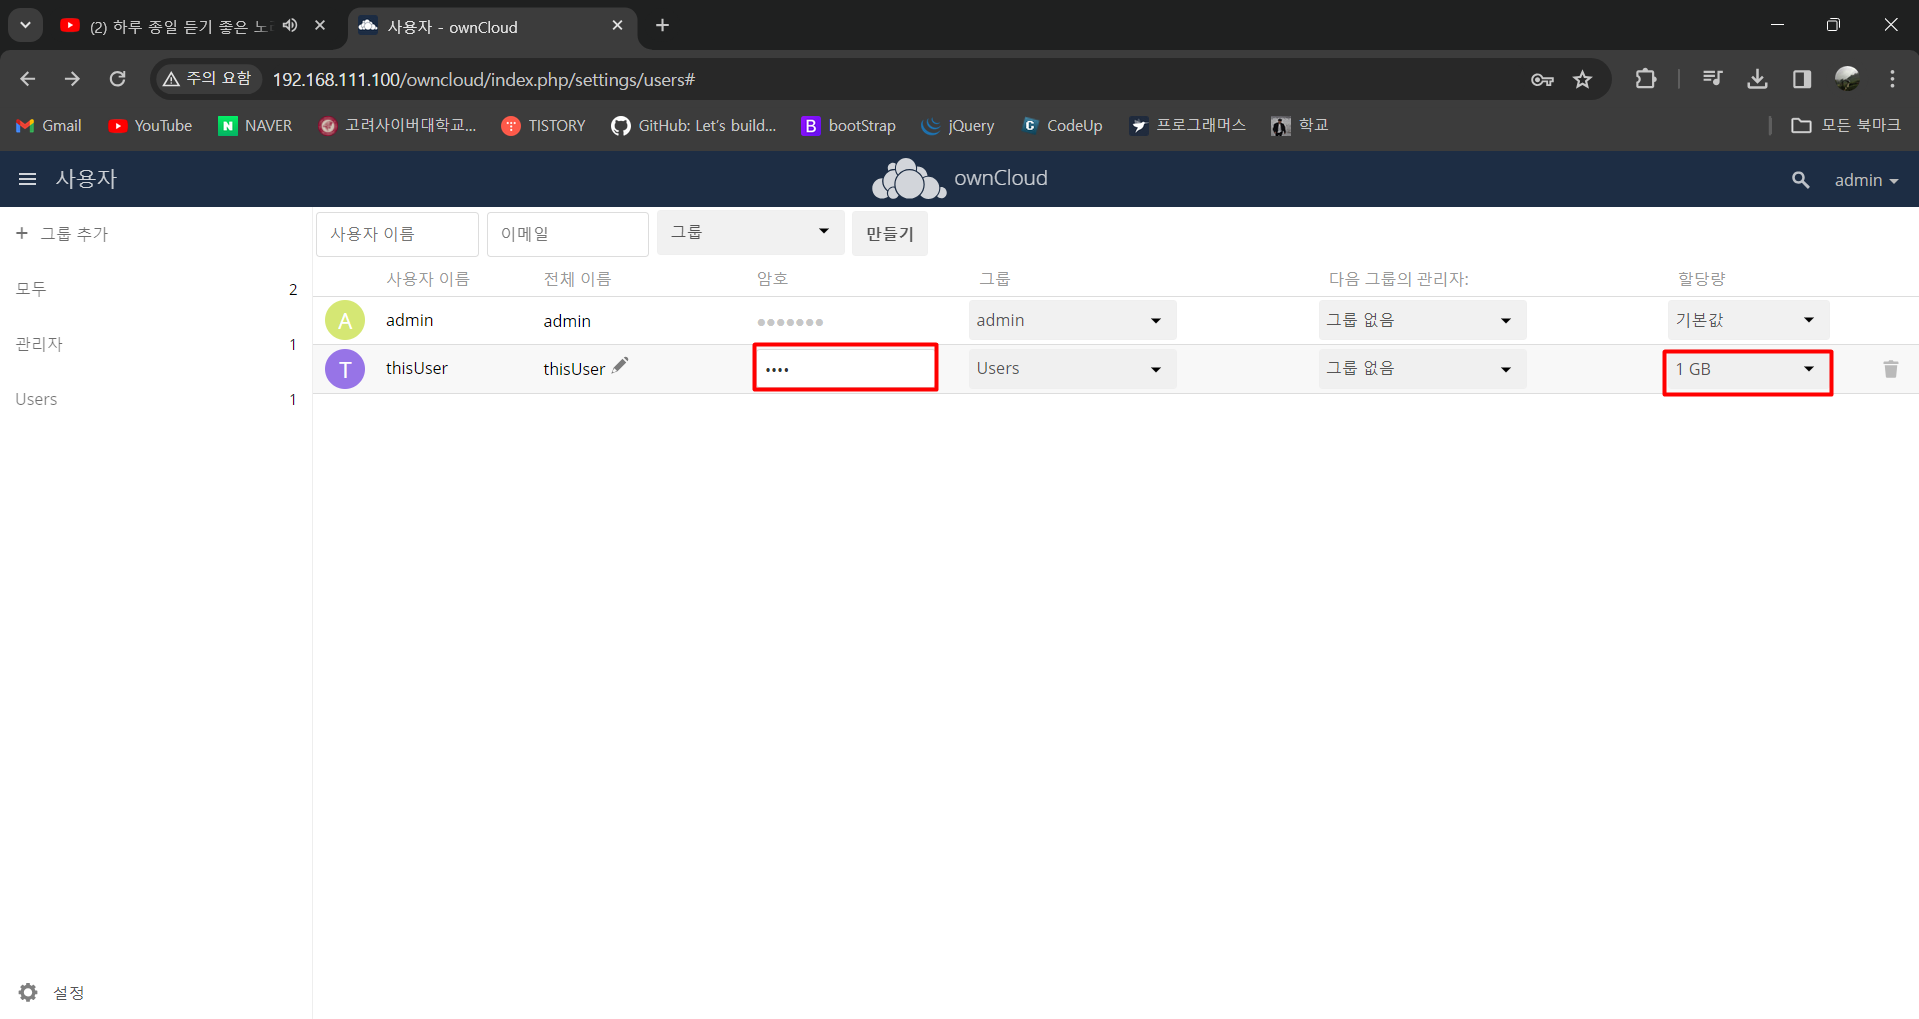 (2) 하루 종일 듣기 좋은 노래
사용자 - ownCloud
주의 요함 192.168.111.100/owncloud/index.php/settings/users#
Gmail YouTube NAVER 고려사이버대학교... TISTORY GitHub: Let's build... bootStrap jQuery CodeUp 프로그래머스 학교 모든 북마크
사용자 ownCloud admin
+ 그룹 추가
사용자 이름 이메일 그룹 만들기
사용자 이름 전체 이름 암호 그룹 다음 그룹의 관리자: 할당량
모두 2
A admin admin ●●●●●●● admin 그룹 없음 기본값
관리자 1
T thisUser thisUser •••• Users 그룹 없음 1 GB
Users 1
설정